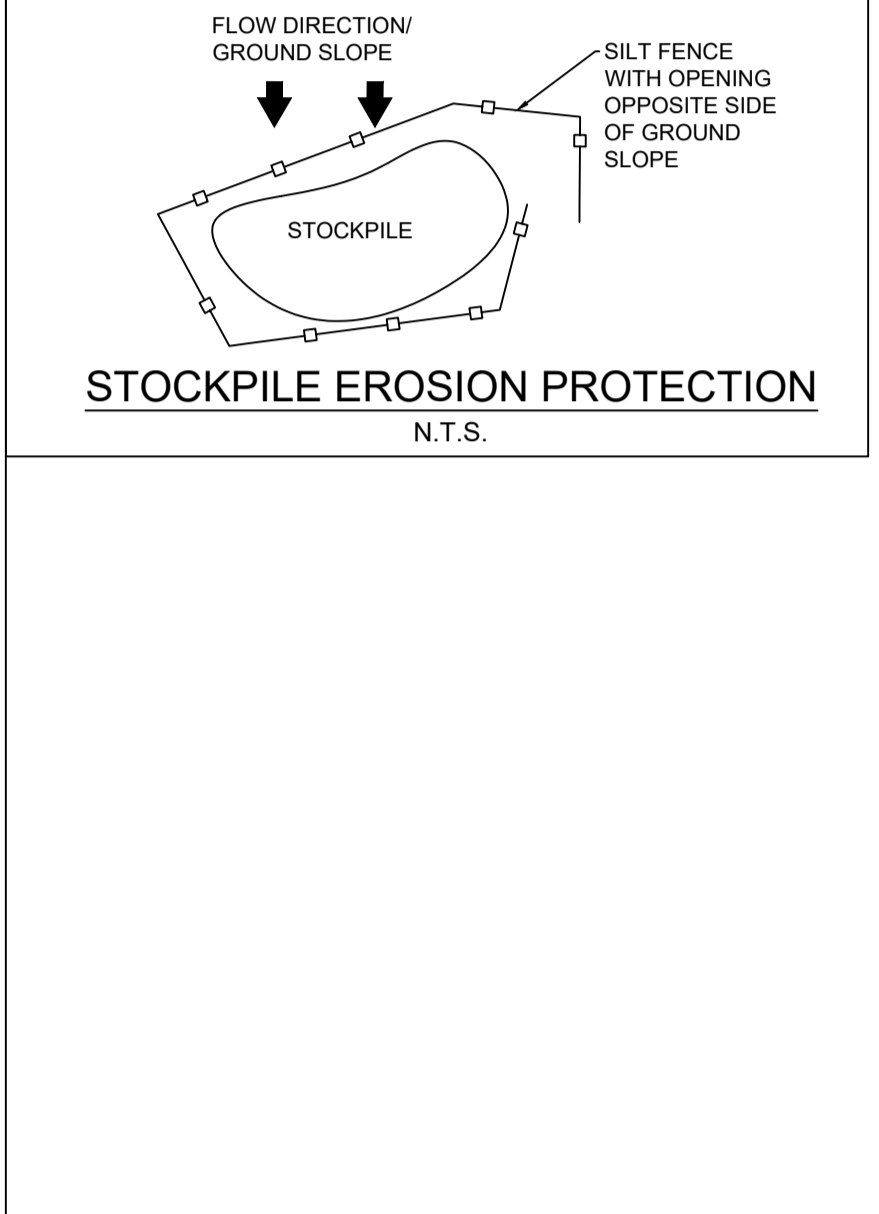 FLOW DIRECTION/
GROUND SLOPE
SILT FENCE
WITH OPENING
OPPOSITE SIDE
OF GROUND
SLOPE
STOCKPILE
STOCKPILE EROSION PROTECTION
N.T.S.